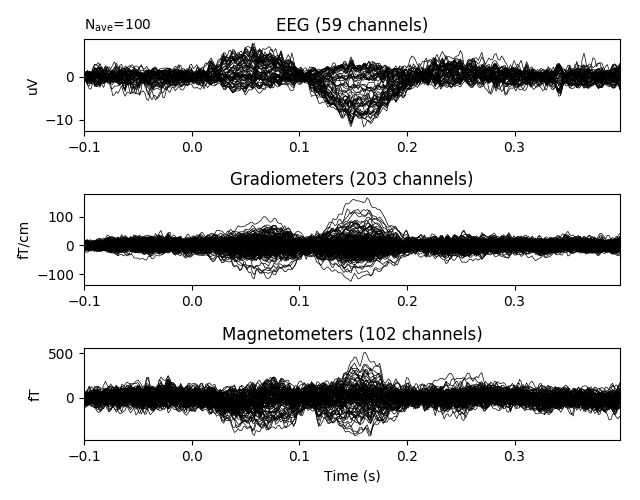 N_ave=100
EEG (59 channels)
uV
0
−10
−0.1 0.0 0.1 0.2 0.3
Gradiometers (203 channels)
fT/cm
100
0
−100
−0.1 0.0 0.1 0.2 0.3
Magnetometers (102 channels)
fT
500
0
−0.1 0.0 0.1 0.2 0.3
Time (s)